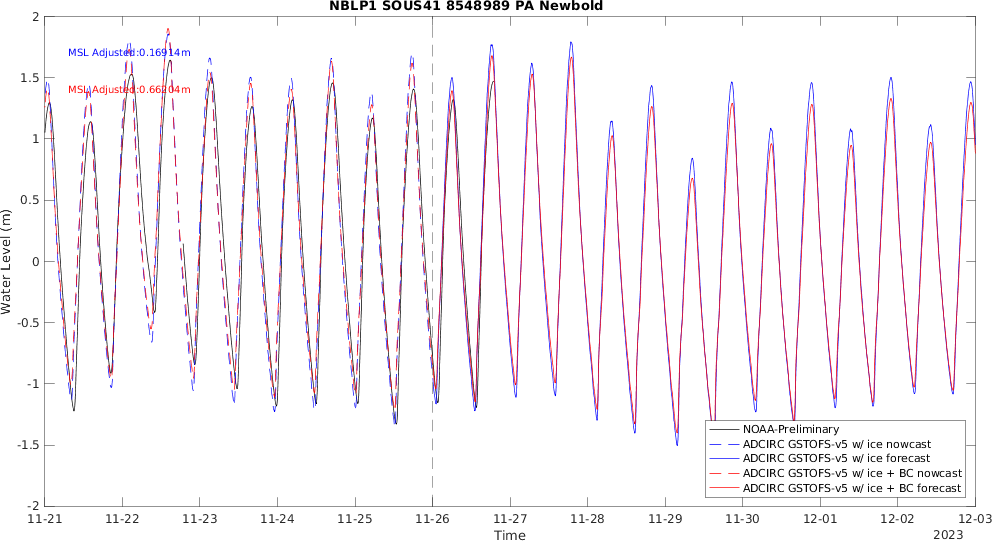 NBLP1 SOUS41 8548989 PA Newbold
2
MSL Adjusted:0.16914m
1.5
MSL Adjusted:0.66204m
1
0.5
0
-0.5
-1
-1.5
-2
Water Level (m)
NOAA-Preliminary
ADCIRC GSTOFS-v5 w/ ice nowcast
ADCIRC GSTOFS-v5 w/ ice forecast
ADCIRC GSTOFS-v5 w/ ice + BC nowcast
ADCIRC GSTOFS-v5 w/ ice + BC forecast
11-21 11-22 11-23 11-24 11-25 11-26 11-27 11-28 11-29 11-30 12-01 12-02 12-03
Time
2023